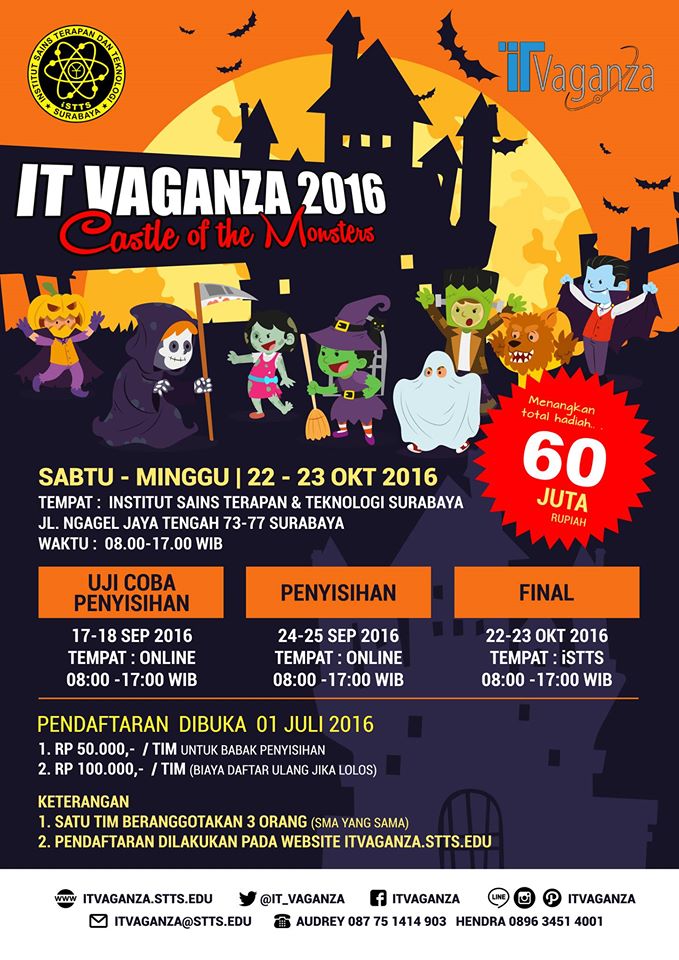 INSTITUT SAINS TERAPAN DAN TEKNOLOGI
iSTTS
SURABAYA
iT Vaganza
IT VAGANZA 2016
Castle of the Monsters
Menangkan
total hadiah...
60
JUTA
RUPIAH
SABTU - MINGGU | 22 - 23 OKT 2016
TEMPAT : INSTITUT SAINS TERAPAN & TEKNOLOGI SURABAYA
JL. NGAGEL JAYA TENGAH 73-77 SURABAYA
WAKTU : 08.00-17.00 WIB
UJI COBA
PENYISIHAN
17-18 SEP 2016
TEMPAT : ONLINE
08:00 -17:00 WIB
PENYISIHAN
24-25 SEP 2016
TEMPAT : ONLINE
08:00 -17:00 WIB
FINAL
22-23 OKT 2016
TEMPAT : iSTTS
08:00 -17:00 WIB
PENDAFTARAN DIBUKA 01 JULI 2016
1. RP 50.000,- / TIM UNTUK BABAK PENYISIHAN
2. RP 100.000,- / TIM (BIAYA DAFTAR ULANG JIKA LOLOS)
KETERANGAN
1. SATU TIM BERANGGOTAKAN 3 ORANG (SMA YANG SAMA)
2. PENDAFTARAN DILAKUKAN PADA WEBSITE ITVAGANZA.STTS.EDU
www ITVAGANZA.STTS.EDU @IT_VAGANZA ITVAGANZA LINE ITVAGANZA
ITVAGANZA@STTS.EDU AUDREY 087 75 1414 903 HENDRA 0896 3451 4001